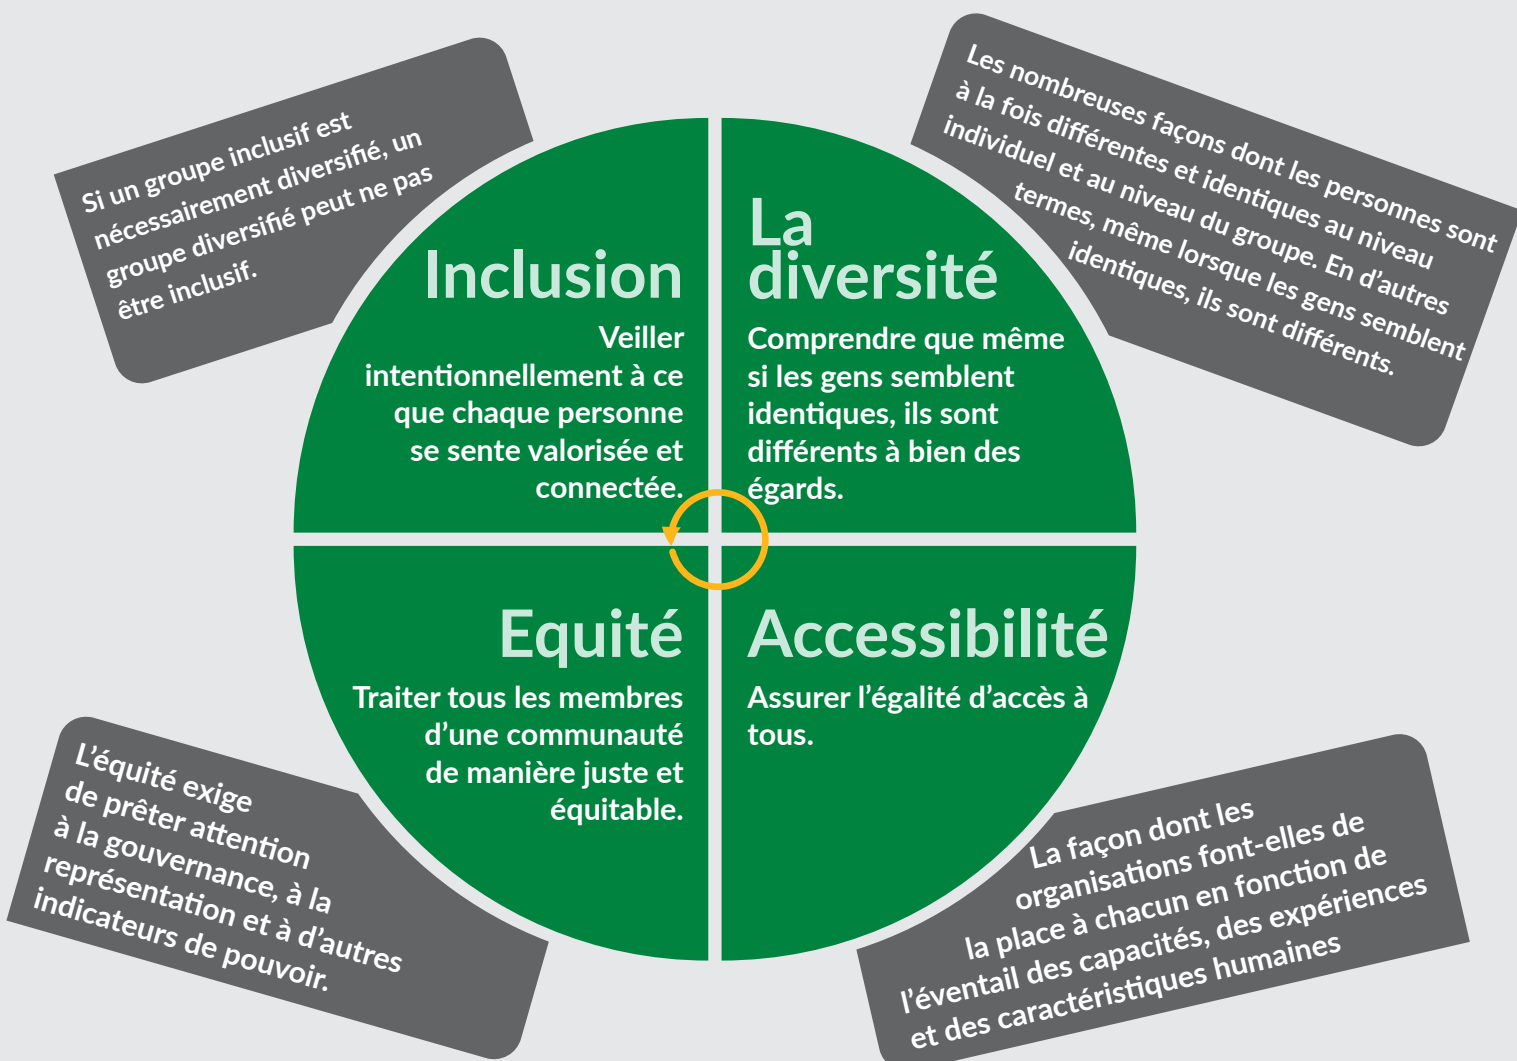 Si un groupe inclusif est
nécessairement diversifié, un
groupe diversifié peut ne pas
être inclusif.
Les nombreuses façons dont les personnes sont
à la fois différentes et identiques au niveau
individuel et au niveau du groupe. En d’autres
termes, même lorsque les gens semblent
identiques, ils sont différents.
Inclusion
Veiller
intentionnellement à ce
que chaque personne
se sente valorisée et
connectée.
La
diversité
Comprendre que même
si les gens semblent
identiques, ils sont
différents à bien des
égards.
Equité
Traiter tous les membres
d’une communauté
de manière juste et
équitable.
Accessibilité
Assurer l’égalité d’accès à
tous.
L’équité exige
de prêter attention
à la gouvernance, à la
représentation et à d’autres
indicateurs de pouvoir.
La façon dont les
organisations font-elles de
la place à chacun en fonction de
l’éventail des capacités, des expériences
et des caractéristiques humaines